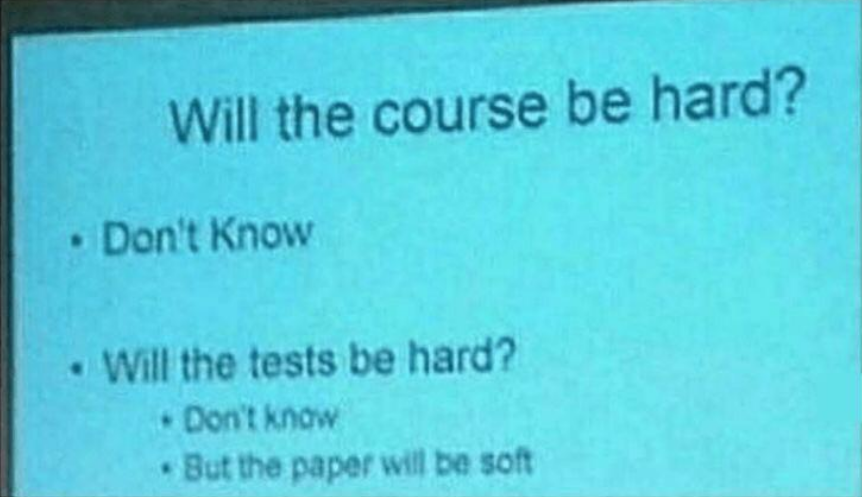 Will the course be hard?
• Don't Know
• Will the tests be hard?
• Don't know
• But the paper will be soft